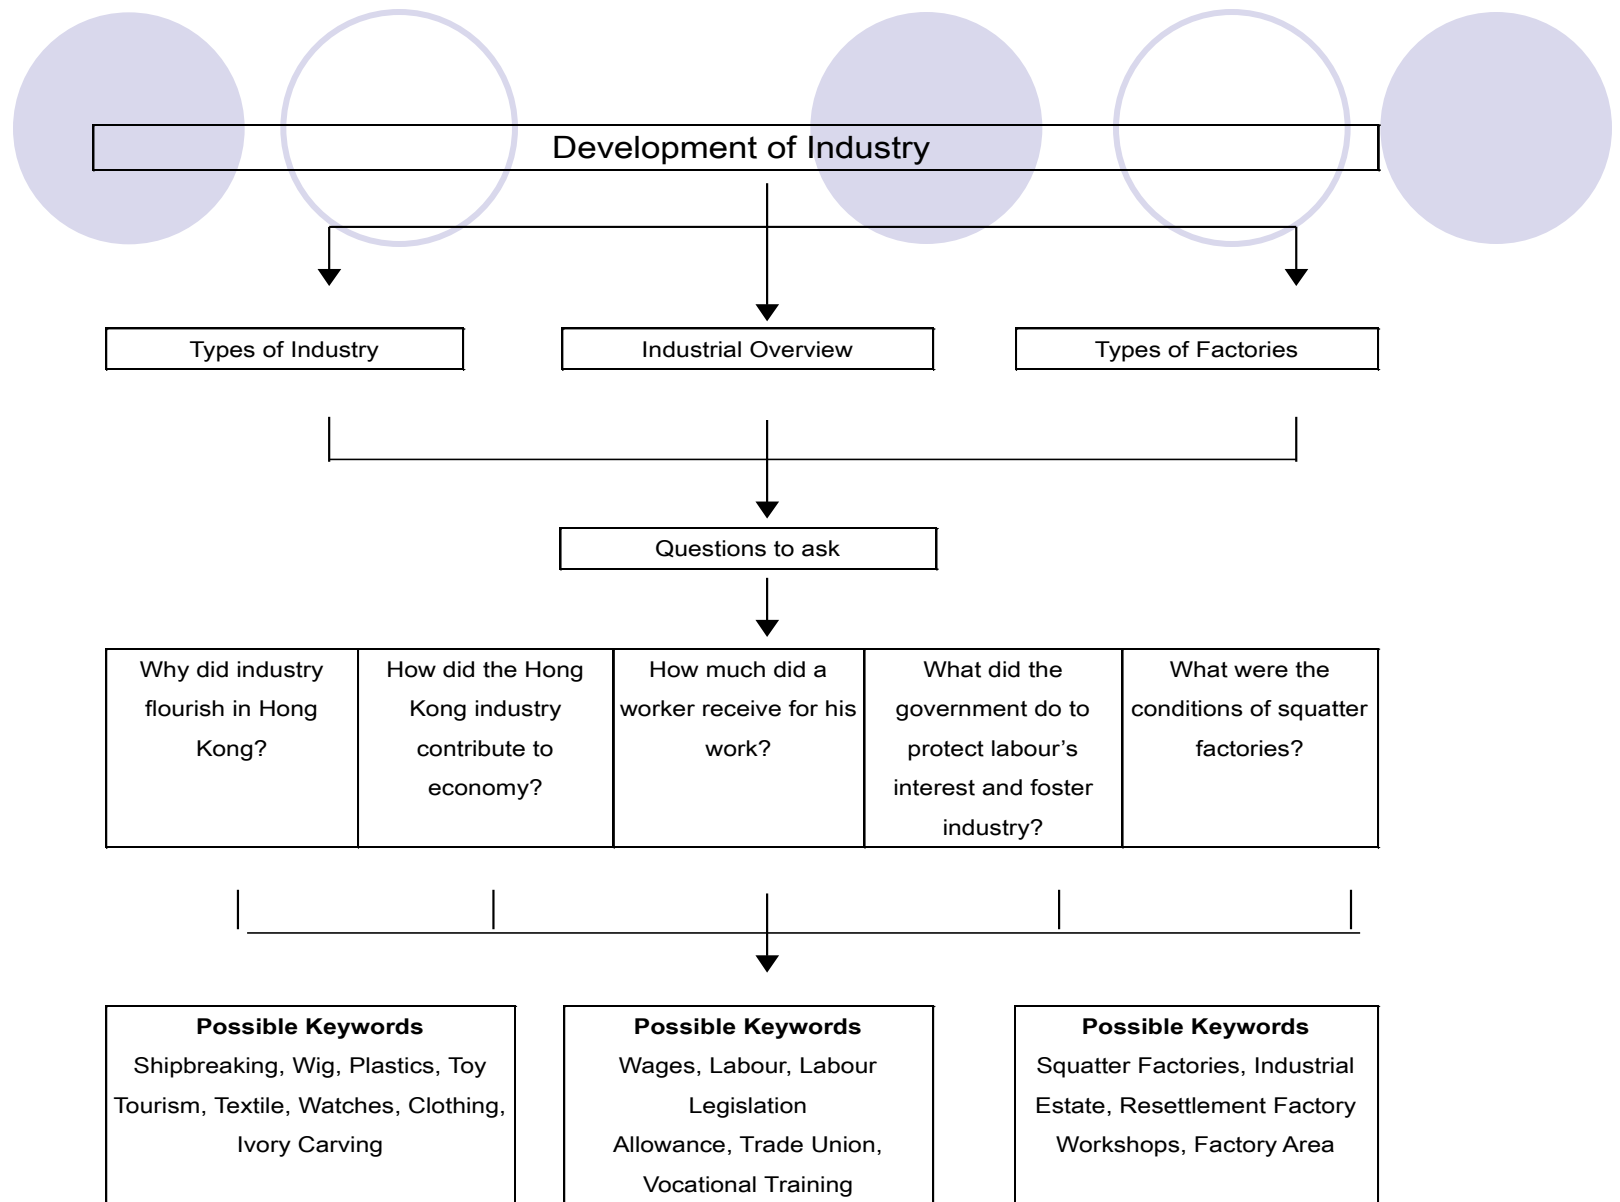 Development of Industry
Types of Industry
Industrial Overview
Types of Factories
Questions to ask
Why did industry
flourish in Hong
Kong?
How did the Hong
Kong industry
contribute to
economy?
How much did a
worker receive for his
work?
What did the
government do to
protect labour’s
interest and foster
industry?
What were the
conditions of squatter
factories?
Possible Keywords
Shipbreaking, Wig, Plastics, Toy
Tourism, Textile, Watches, Clothing,
Ivory Carving
Possible Keywords
Wages, Labour, Labour
Legislation
Allowance, Trade Union,
Vocational Training
Possible Keywords
Squatter Factories, Industrial
Estate, Resettlement Factory
Workshops, Factory Area